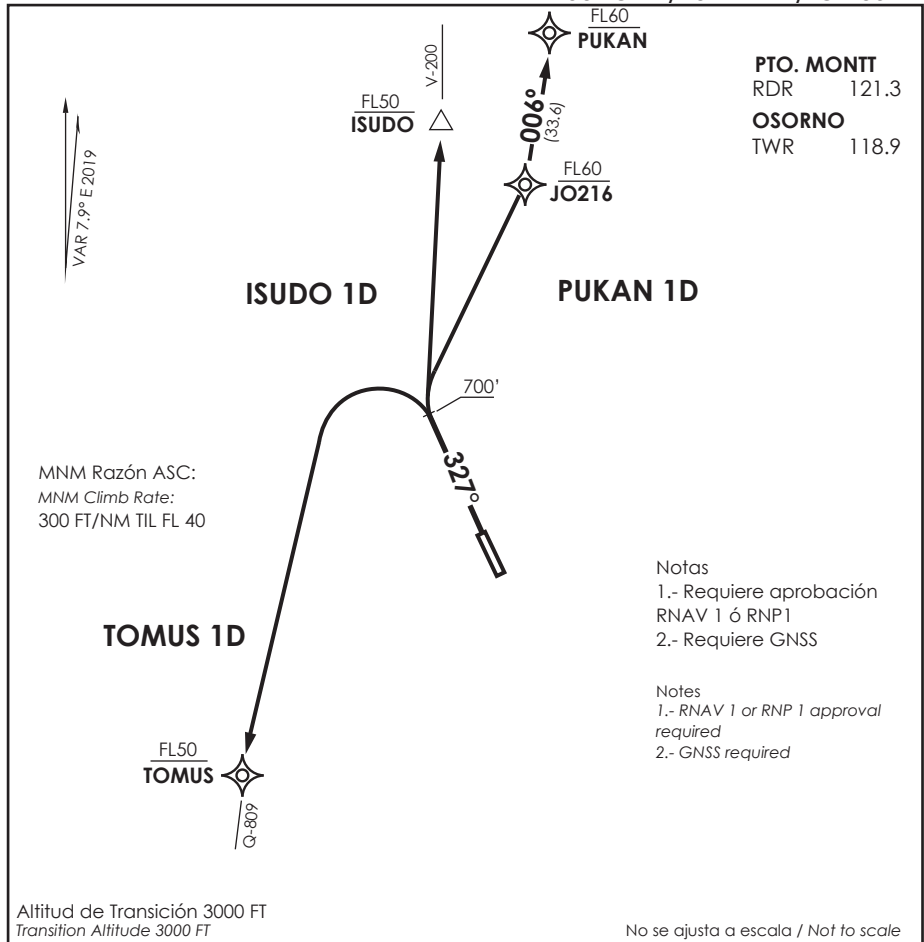 FL60
PUKAN
PTO. MONTT
RDR 121.3
OSORNO
TWR 118.9
V-200
FL50
ISUDO
006°
(33.6)
FL60
JO216
VAR 7.9° E 2019
ISUDO 1D
PUKAN 1D
700'
327°
MNM Razón ASC:
MNM Climb Rate:
300 FT/NM TIL FL 40
Notas
1.- Requiere aprobación
RNAV 1 ó RNP1
2.- Requiere GNSS
TOMUS 1D
Notes
1.- RNAV 1 or RNP 1 approval
required
2.- GNSS required
FL50
TOMUS
Q-809
Altitud de Transición 3000 FT
Transition Altitude 3000 FT
No se ajusta a escala / Not to scale